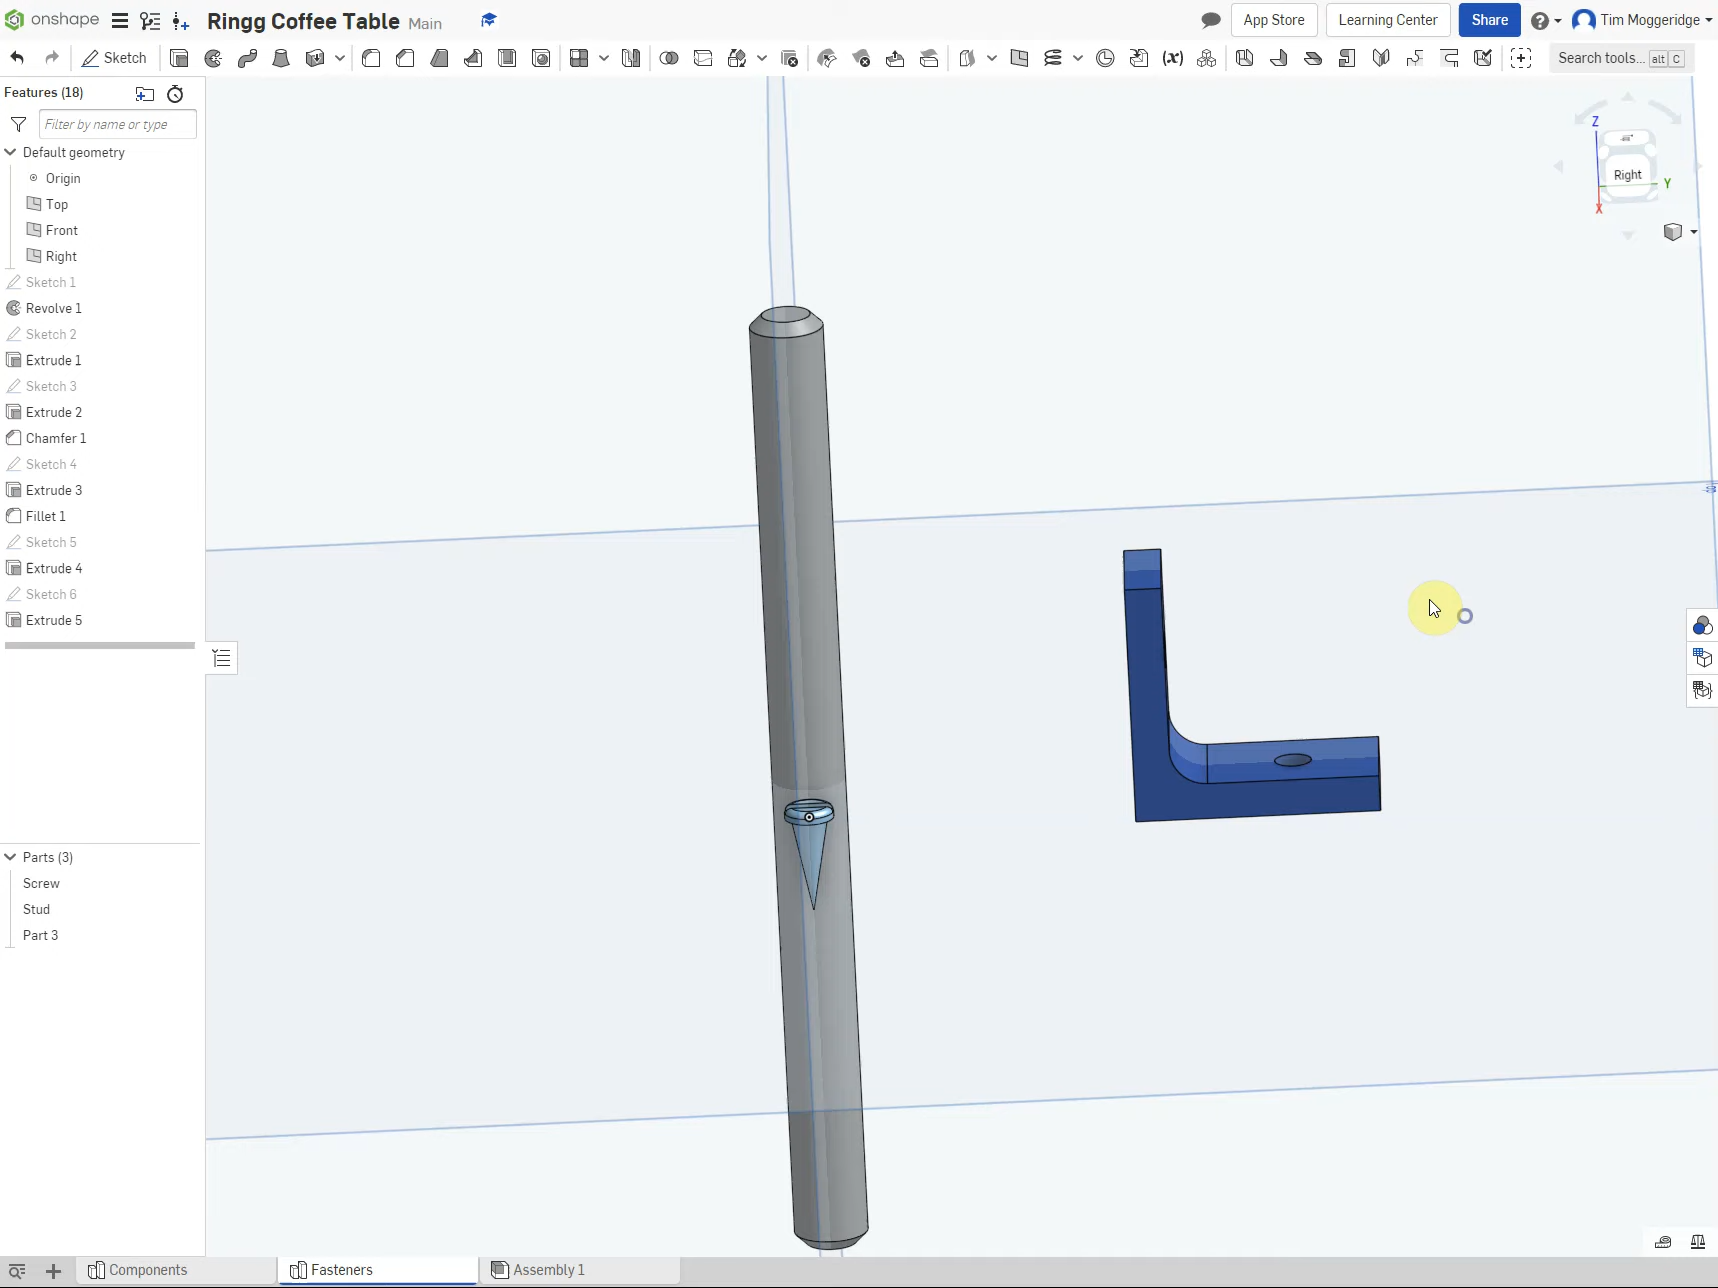 onshape
Ringg Coffee Table Main
App Store
Learning Center
Share
Tim Moggeridge
Sketch
(x)
Search tools... alt C
Features (18)
Filter by name or type
Default geometry
Origin
Top
Front
Right
Sketch 1
Revolve 1
Sketch 2
Extrude 1
Sketch 3
Extrude 2
Chamfer 1
Sketch 4
Extrude 3
Fillet 1
Sketch 5
Extrude 4
Sketch 6
Extrude 5
Parts (3)
Screw
Stud
Part 3
Z
Right
Y
X
Components
Fasteners
Assembly 1